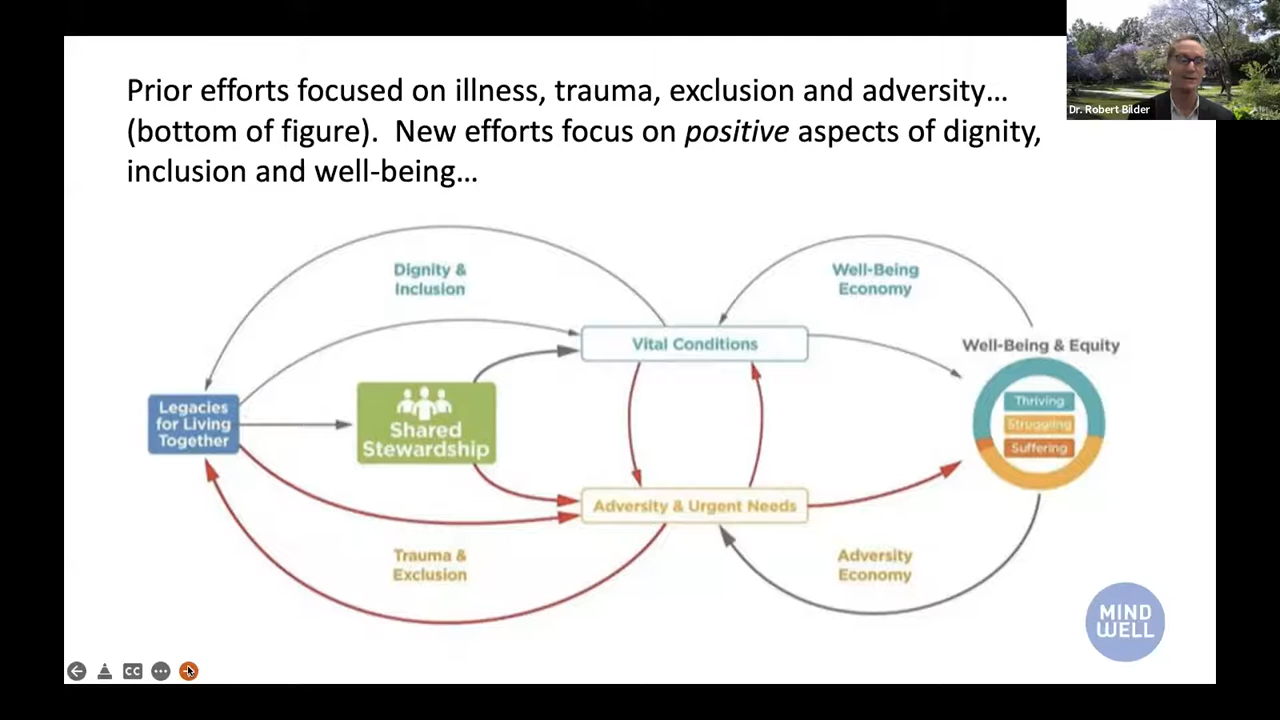 Prior efforts focused on illness, trauma, exclusion and adversity…
(bottom of figure). New efforts focus on positive aspects of dignity,
inclusion and well-being…
Dr. Robert Bilder
Dignity &
Inclusion
Well-Being
Economy
Vital Conditions
Well-Being & Equity
Legacies
for Living
Together
Shared
Stewardship
Thriving
Struggling
Suffering
Adversity & Urgent Needs
Trauma &
Exclusion
Adversity
Economy
MIND
WELL
CC